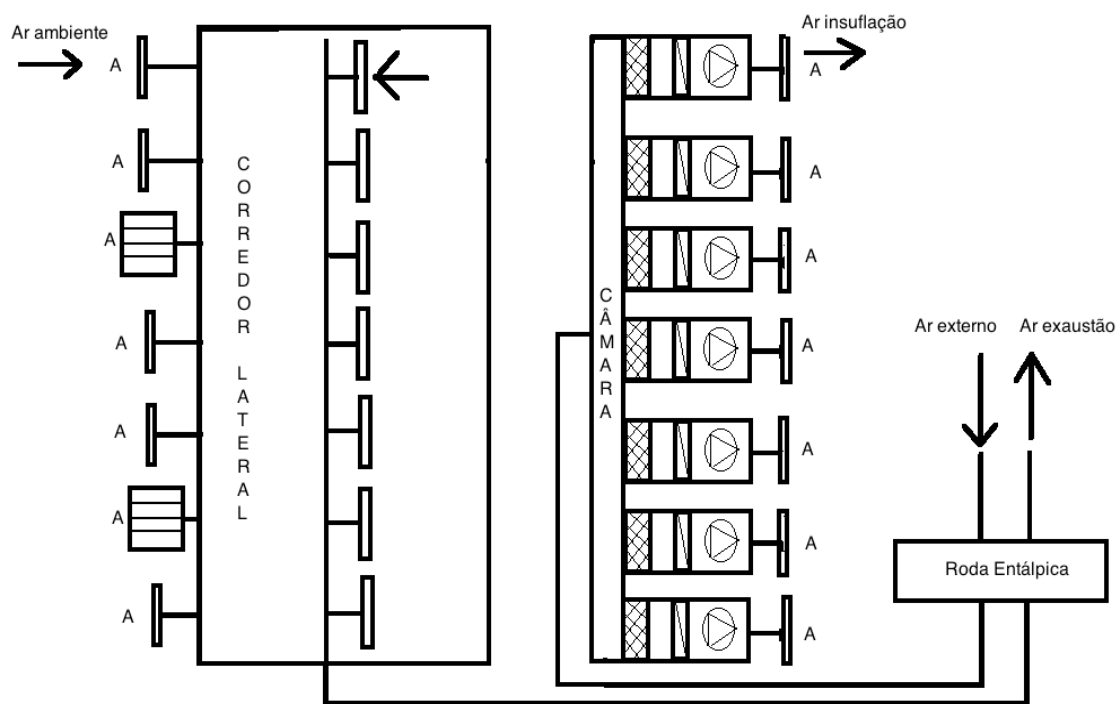 Ar ambiente
A
A
A
A
A
A
A
CORREDOR LATERAL
CÂMARA
Ar insuflação
A
A
A
A
A
A
A
Ar externo
Ar exaustão
Roda Entálpica